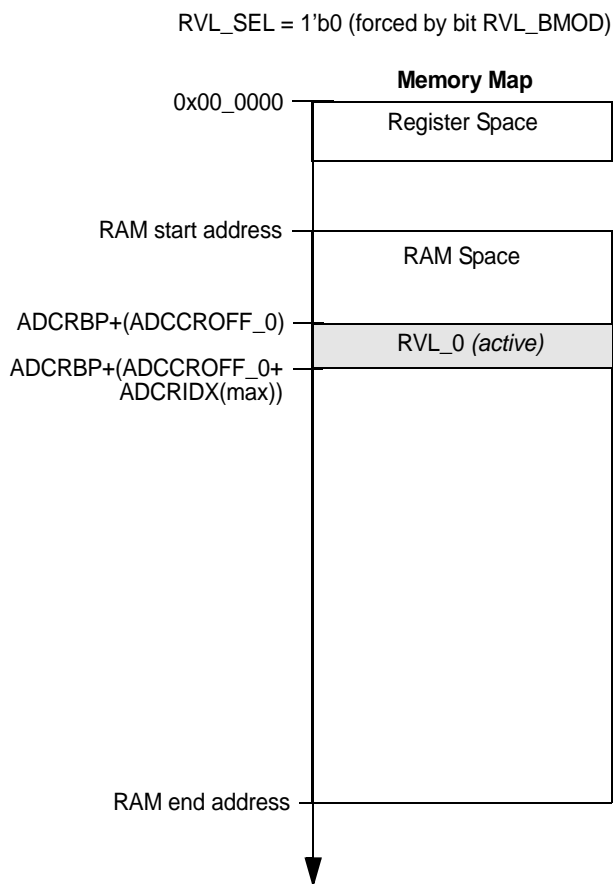 RVL_SEL = 1'b0 (forced by bit RVL_BMOD)
Memory Map
0x00_0000
Register Space
RAM start address
RAM Space
ADCRBP+(ADCCROFF_0)
RVL_0 (active)
ADCRBP+(ADCCROFF_0+
ADCRIDX(max))
RAM end address